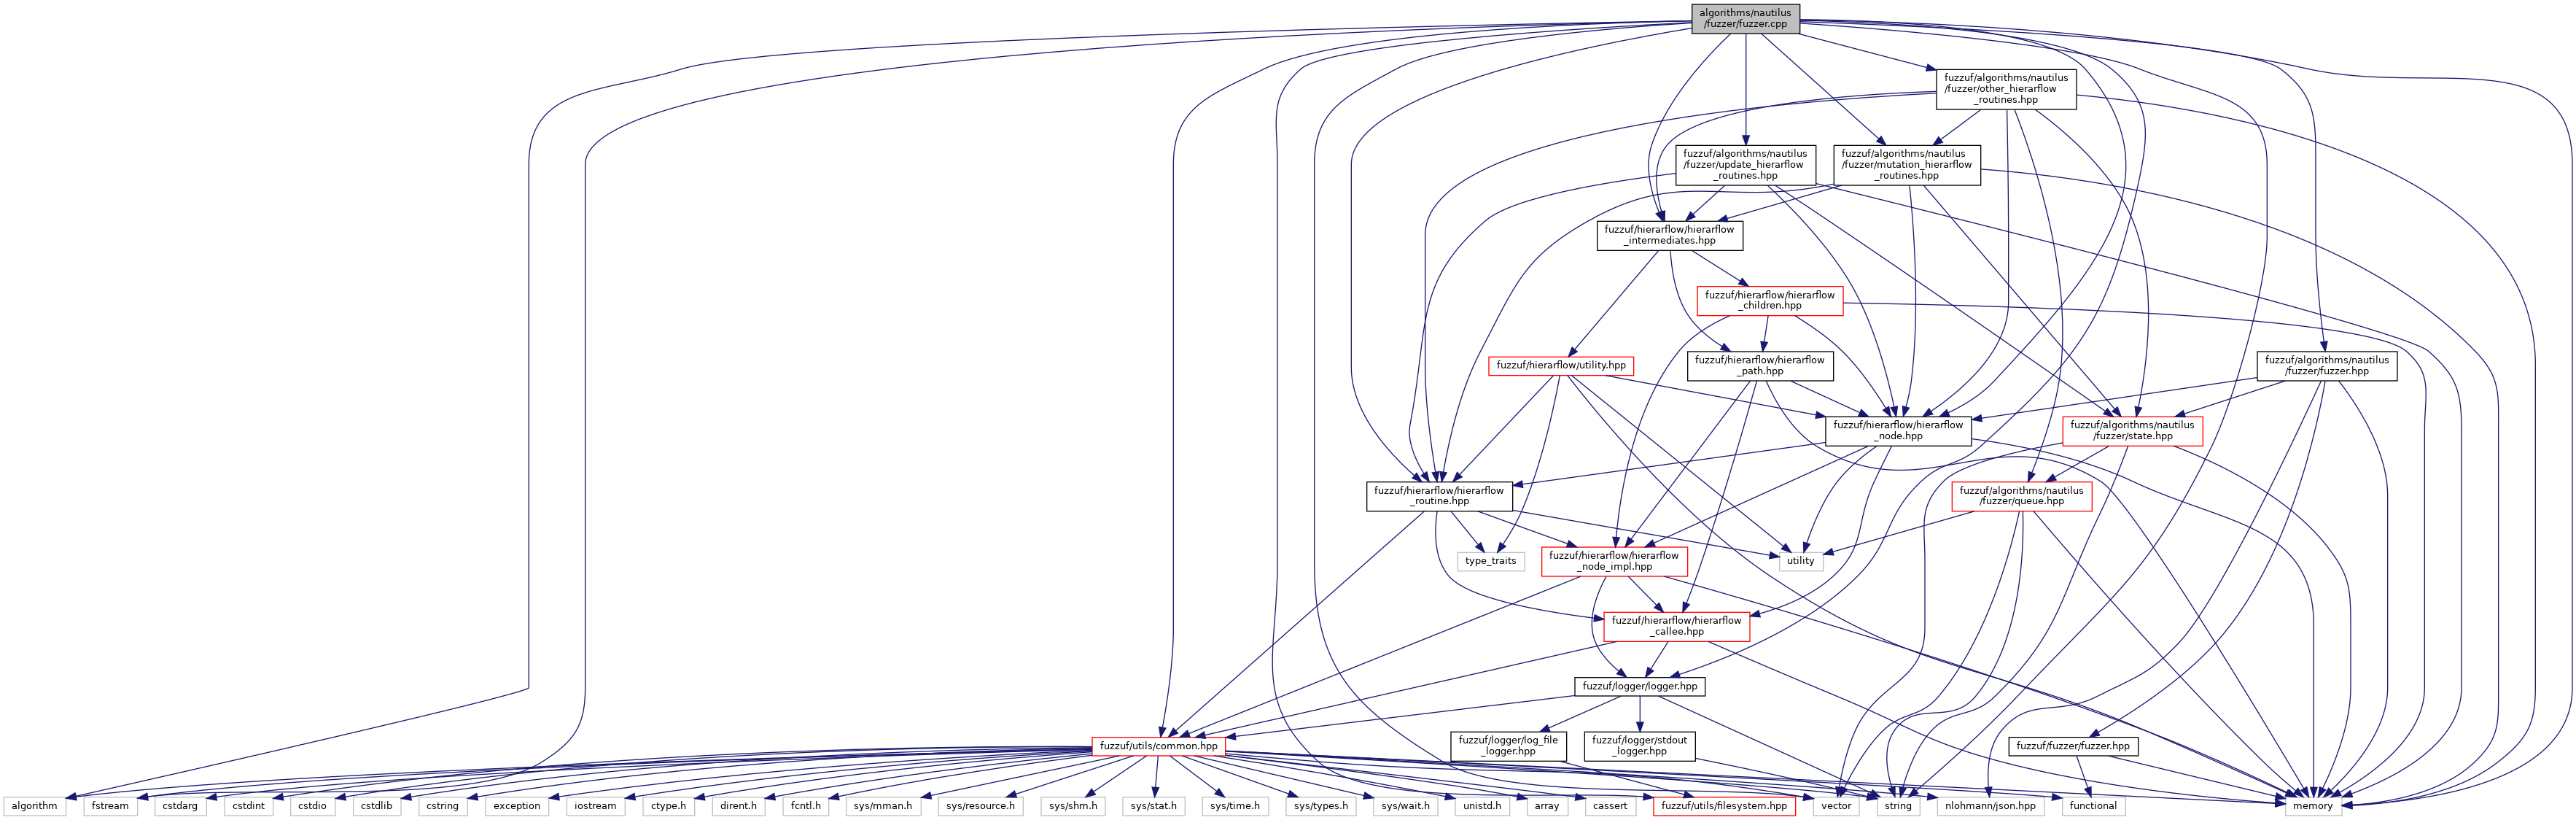 algorithms/nautilus
/fuzzer/fuzzer.cpp
fuzzuf/algorithms/nautilus
/fuzzer/other_hierarflow
_routines.hpp
fuzzuf/algorithms/nautilus
/fuzzer/update_hierarflow
_routines.hpp
fuzzuf/algorithms/nautilus
/fuzzer/mutation_hierarflow
_routines.hpp
fuzzuf/hierarflow/hierarflow
_intermediates.hpp
fuzzuf/hierarflow/hierarflow
_children.hpp
fuzzuf/hierarflow/utility.hpp
fuzzuf/hierarflow/hierarflow
_path.hpp
fuzzuf/algorithms/nautilus
/fuzzer/fuzzer.hpp
fuzzuf/hierarflow/hierarflow
_node.hpp
fuzzuf/algorithms/nautilus
/fuzzer/state.hpp
fuzzuf/hierarflow/hierarflow
_routine.hpp
fuzzuf/algorithms/nautilus
/fuzzer/queue.hpp
type_traits
fuzzuf/hierarflow/hierarflow
_node_impl.hpp
utility
fuzzuf/hierarflow/hierarflow
_callee.hpp
fuzzuf/logger/logger.hpp
fuzzuf/utils/common.hpp
fuzzuf/logger/log_file
_logger.hpp
fuzzuf/logger/stdout
_logger.hpp
fuzzuf/fuzzer/fuzzer.hpp
algorithm
fstream
cstdarg
cstdint
cstdio
cstdlib
cstring
exception
iostream
ctype.h
dirent.h
fcntl.h
sys/mman.h
sys/resource.h
sys/shm.h
sys/stat.h
sys/time.h
sys/types.h
sys/wait.h
unistd.h
array
cassert
fuzzuf/utils/filesystem.hpp
vector
string
nlohmann/json.hpp
functional
memory